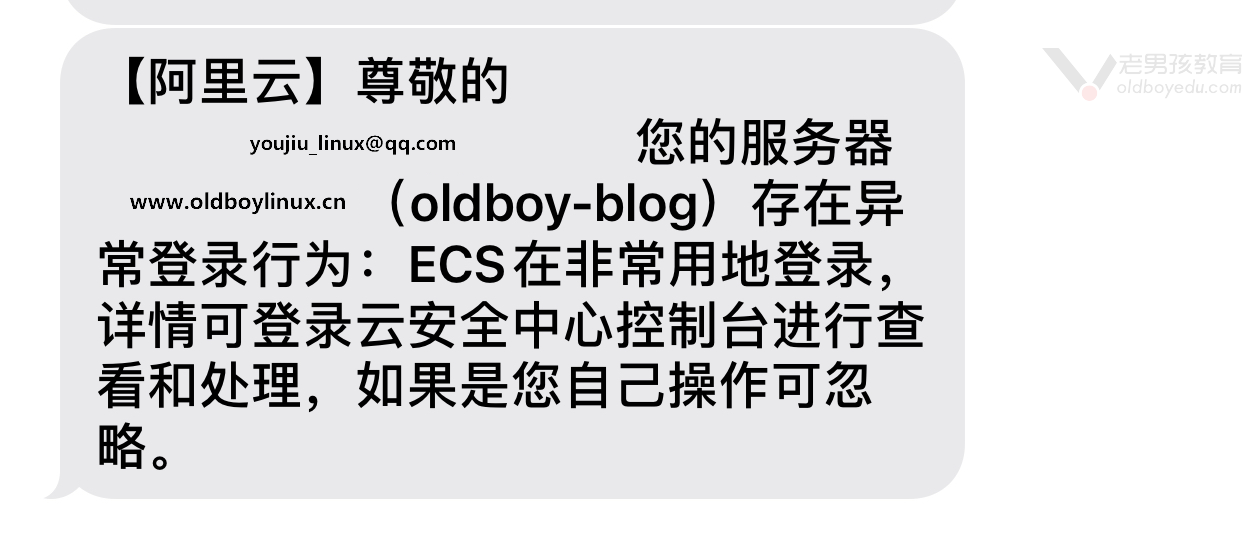 【阿里云】尊敬的
youjiu_linux@qq.com 您的服务器
www.oldboylinux.cn （oldboy-blog）存在异
常登录行为：ECS在非常用地登录，
详情可登录云安全中心控制台进行查
看和处理，如果是您自己操作可忽
略。
老男孩教育
oldboyedu.com